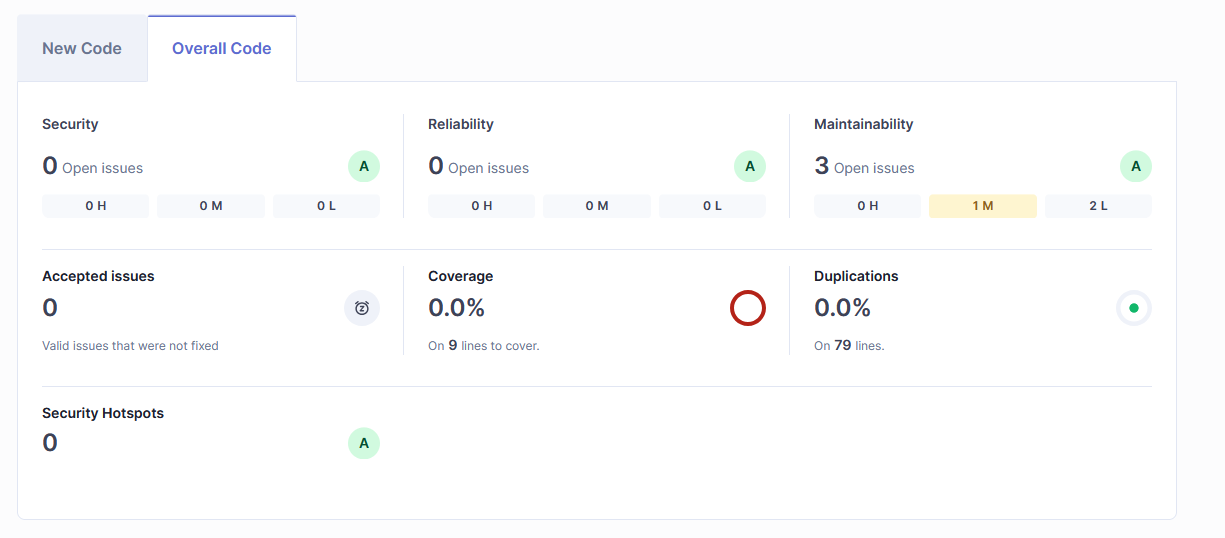 New Code
Overall Code
Security
0 Open issues
A
0 H
0 M
0 L
Reliability
0 Open issues
A
0 H
0 M
0 L
Maintainability
3 Open issues
A
0 H
1 M
2 L
Accepted issues
0
z
Valid issues that were not fixed
Coverage
0.0%
On 9 lines to cover.
Duplications
0.0%
On 79 lines.
Security Hotspots
0
A